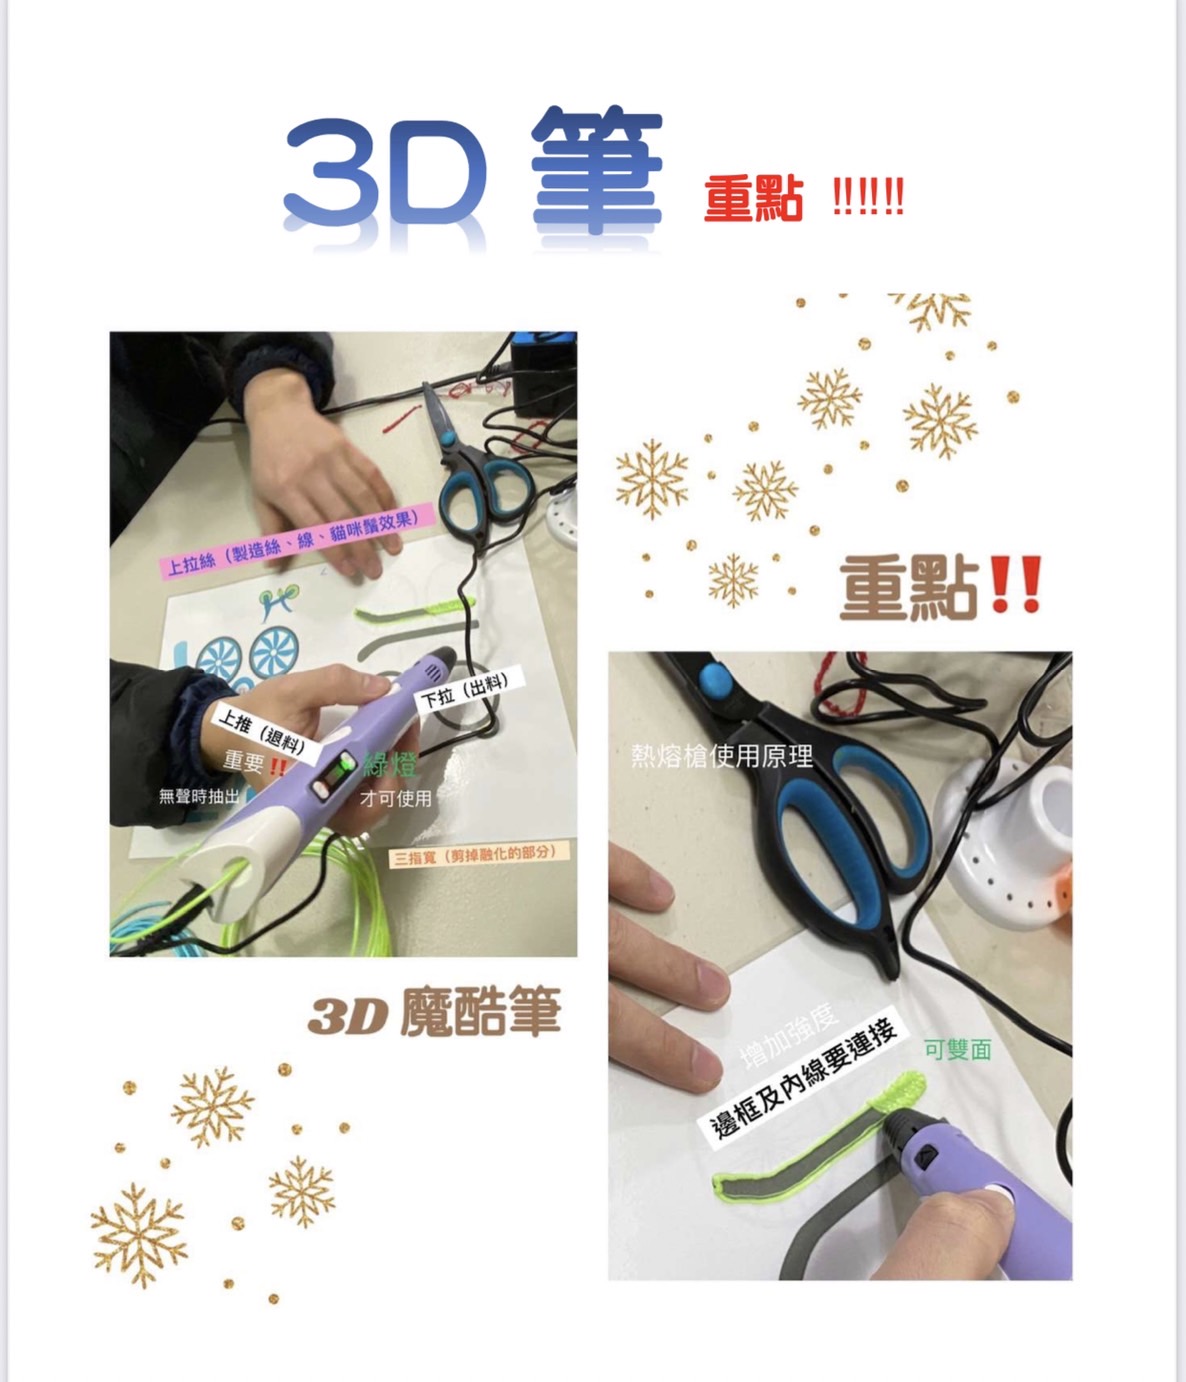 3D 筆 重點 ‼‼‼
上拉絲（製造絲、線、貓咪鬚效果）
下拉（出料）
上推（退料）
重要‼
綠燈
無聲時抽出
才可使用
三指寬（剪掉融化的部分）
3D 魔酷筆
重點‼
熱熔槍使用原理
增加強度
邊框及內線要連接
可雙面